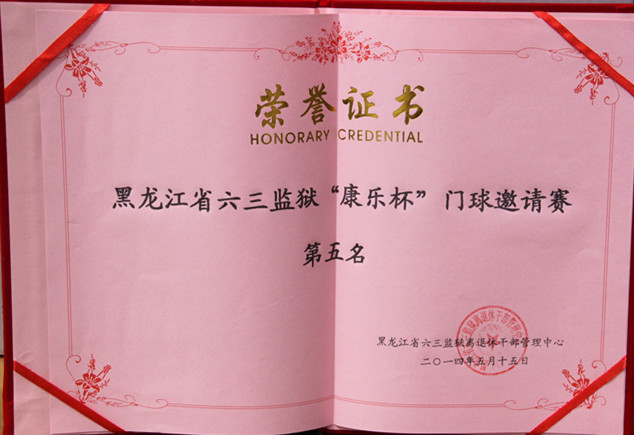 荣誉证书
HONORARY CREDENTIAL
黑龙江省六三监狱“康乐杯”门球邀请赛
第五名
黑龙江省六三监狱离退休干部管理中心
二〇一四年五月十五日